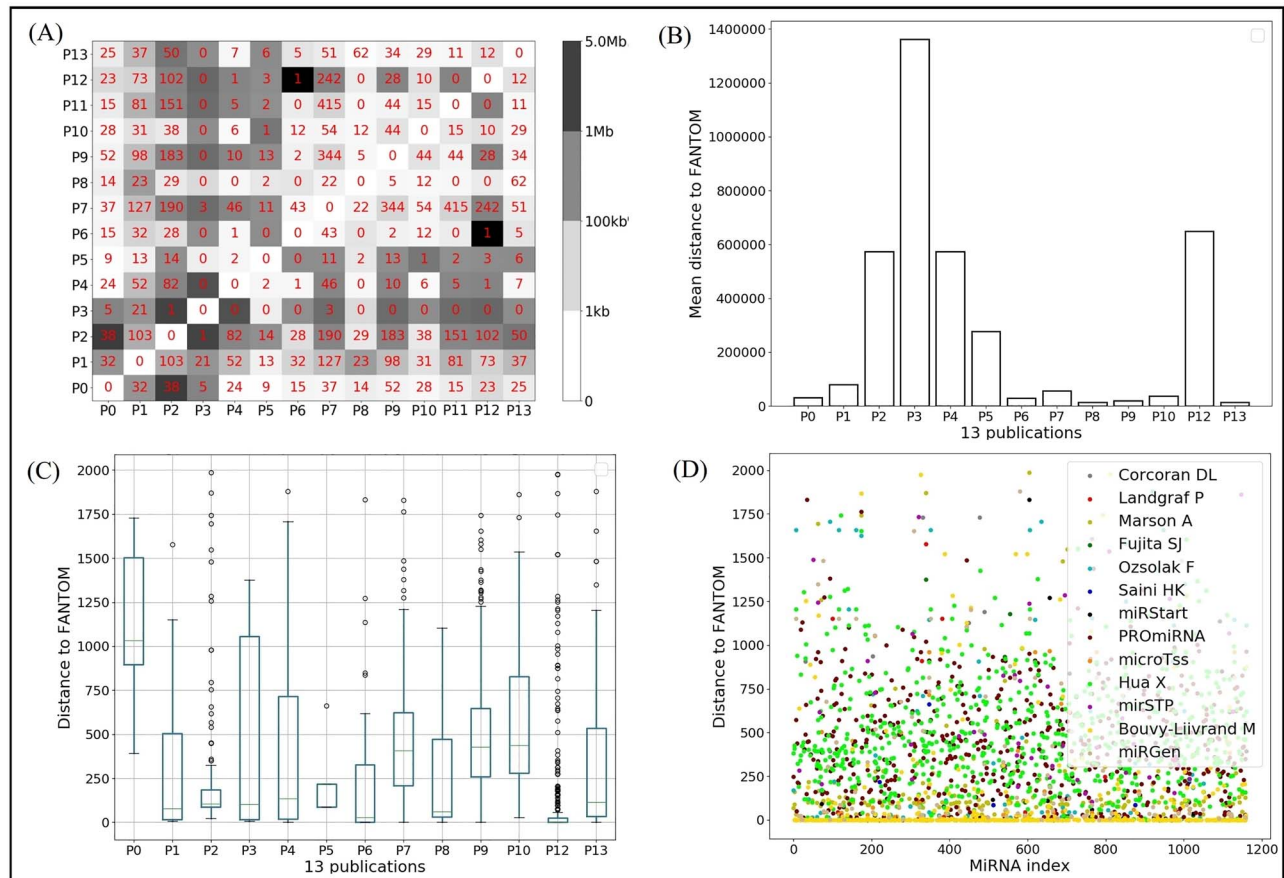 (A)
P13 25 37 50 0 7 6 5 51 62 34 29 11 12 0
P12 23 73 102 0 1 3 1 242 0 28 10 0 0 12
P11 15 81 151 0 5 2 0 415 0 44 15 0 0 11
P10 28 31 38 0 6 1 12 54 12 44 0 15 10 29
P9 52 98 183 0 10 13 2 344 5 0 44 44 28 34
P8 14 23 29 0 0 2 0 22 0 5 12 0 0 62
P7 37 127 190 3 46 11 43 0 22 344 54 415 242 51
P6 15 32 28 0 1 0 0 43 0 2 12 0 1 5
P5 9 13 14 0 2 0 0 11 2 13 1 2 3 6
P4 24 52 82 0 0 2 1 46 0 10 6 5 1 7
P3 5 21 1 0 0 0 0 3 0 0 0 0 0 0
P2 38 103 0 1 82 14 28 190 29 183 38 151 102 50
P1 32 0 103 21 52 13 32 127 23 98 31 81 73 37
P0 0 32 38 5 24 9 15 37 14 52 28 15 23 25
P0 P1 P2 P3 P4 P5 P6 P7 P8 P9 P10 P11 P12 P13
5.0Mb
1Mb
100kb'
1kb
0
(B)
Mean distance to FANTOM
1400000
1200000
1000000
800000
600000
400000
200000
0
P0 P1 P2 P3 P4 P5 P6 P7 P8 P9 P10 P12 P13
13 publications
(C)
Distance to FANTOM
2000
1750
1500
1250
1000
750
500
250
0
P0 P1 P2 P3 P4 P5 P6 P7 P8 P9 P10 P12 P13
13 publications
(D)
Distance to FANTOM
2000
1750
1500
1250
1000
750
500
250
0
0 200 400 600 800 1000 1200
MiRNA index
Corcoran DL
Landgraf P
Marson A
Fujita SJ
Ozsolak F
Saini HK
miRStart
PROmiRNA
microTss
Hua X
mirSTP
Bouvy-Liivrand M
miRGen